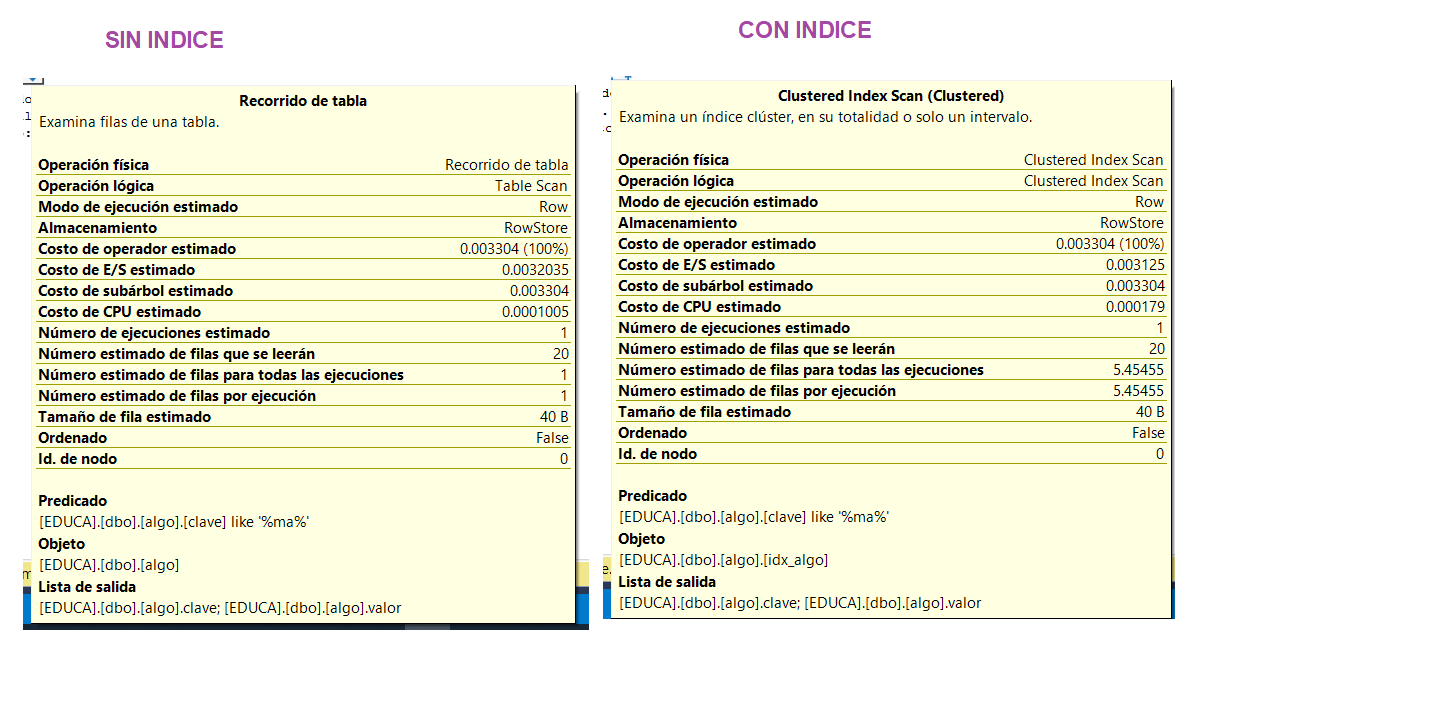 SIN INDICE
Recorrido de tabla
Examina filas de una tabla.
Operación física Recorrido de tabla
Operación lógica Table Scan
Modo de ejecución estimado Row
Almacenamiento RowStore
Costo de operador estimado 0.003304 (100%)
Costo de E/S estimado 0.0032035
Costo de subárbol estimado 0.003304
Costo de CPU estimado 0.0001005
Número de ejecuciones estimado 1
Número estimado de filas que se leerán 20
Número estimado de filas para todas las ejecuciones 1
Número estimado de filas por ejecución 1
Tamaño de fila estimado 40 B
Ordenado False
Id. de nodo 0
Predicado
[EDUCA].[dbo].[algo].[clave] like '%ma%'
Objeto
[EDUCA].[dbo].[algo]
Lista de salida
[EDUCA].[dbo].[algo].clave; [EDUCA].[dbo].[algo].valor
CON INDICE
Clustered Index Scan (Clustered)
Examina un índice clúster, en su totalidad o solo un intervalo.
Operación física Clustered Index Scan
Operación lógica Clustered Index Scan
Modo de ejecución estimado Row
Almacenamiento RowStore
Costo de operador estimado 0.003304 (100%)
Costo de E/S estimado 0.003125
Costo de subárbol estimado 0.003304
Costo de CPU estimado 0.000179
Número de ejecuciones estimado 1
Número estimado de filas que se leerán 20
Número estimado de filas para todas las ejecuciones 5.45455
Número estimado de filas por ejecución 5.45455
Tamaño de fila estimado 40 B
Ordenado False
Id. de nodo 0
Predicado
[EDUCA].[dbo].[algo].[clave] like '%ma%'
Objeto
[EDUCA].[dbo].[algo].[idx_algo]
Lista de salida
[EDUCA].[dbo].[algo].clave; [EDUCA].[dbo].[algo].valor